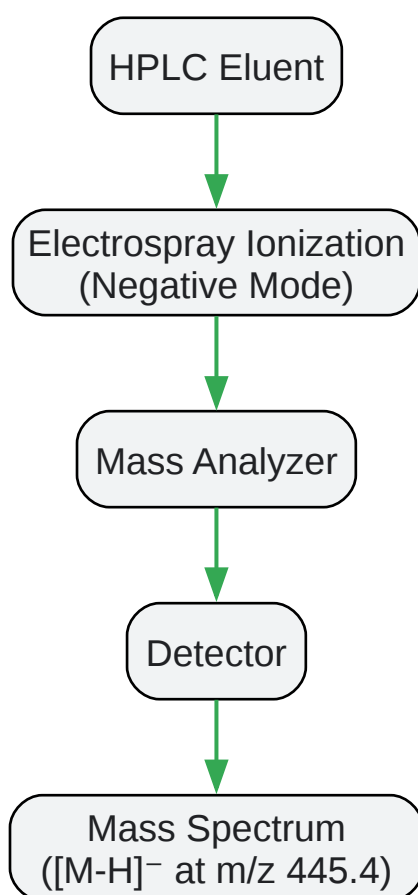 HPLC Eluent
Electrospray Ionization
(Negative Mode)
Mass Analyzer
Detector
Mass Spectrum
([M-H]⁻ at m/z 445.4)